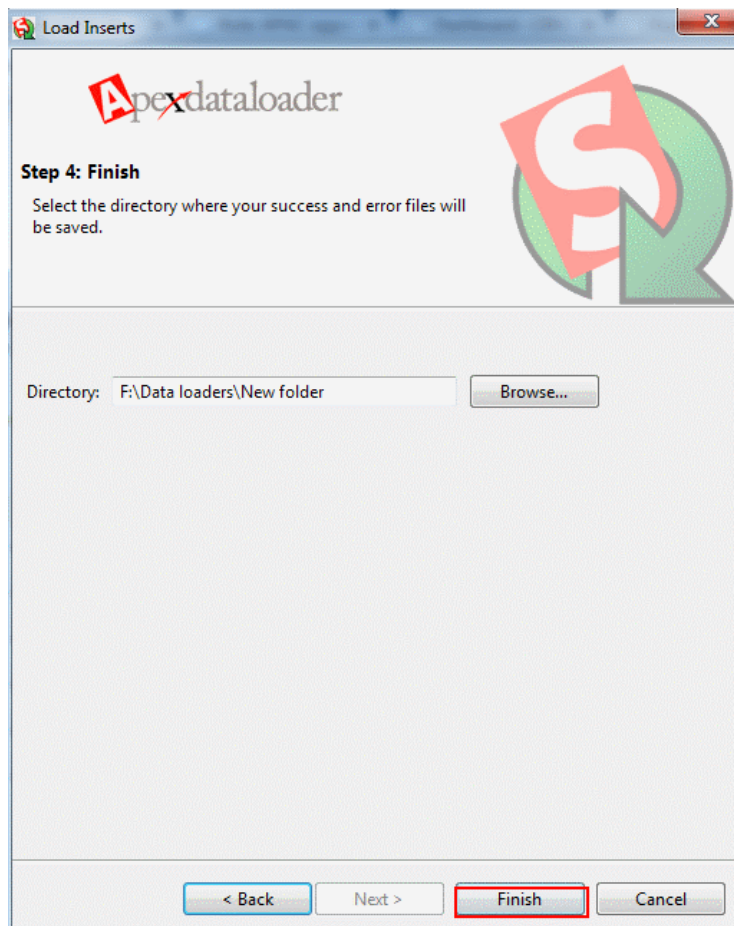 Load Inserts
Apexdataloader
Step 4: Finish
Select the directory where your success and error files will
be saved.
Directory: F:\Data loaders\New folder Browse...
< Back Next > Finish Cancel